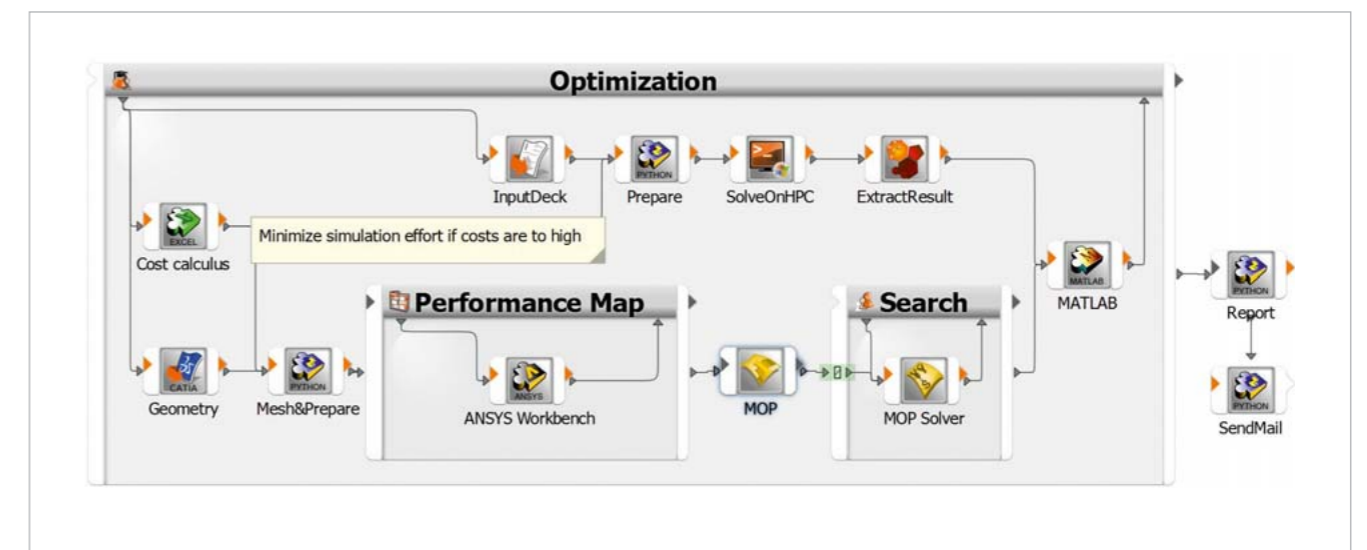 Optimization
InputDeck
PYTHON
Prepare
SolveOnHPC
ExtractResult
EXCEL
Cost calculus
Minimize simulation effort if costs are to high
MATLAB
MATLAB
PYTHON
Report
Performance Map
Search
CATIA
Geometry
PYTHON
Mesh&Prepare
ANSYS
ANSYS Workbench
MOP
MOP Solver
PYTHON
SendMail